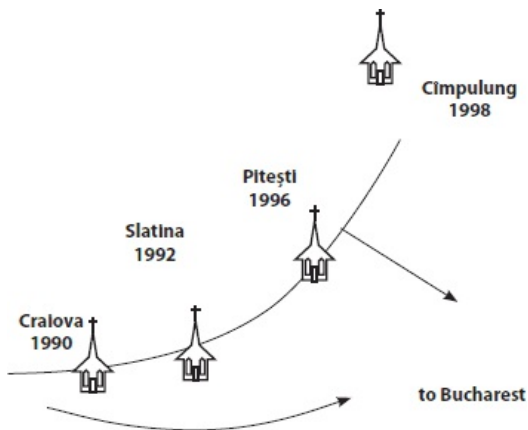 Cîmpulung
1998
Pitești
1996
Slatina
1992
Craiova
1990
to Bucharest